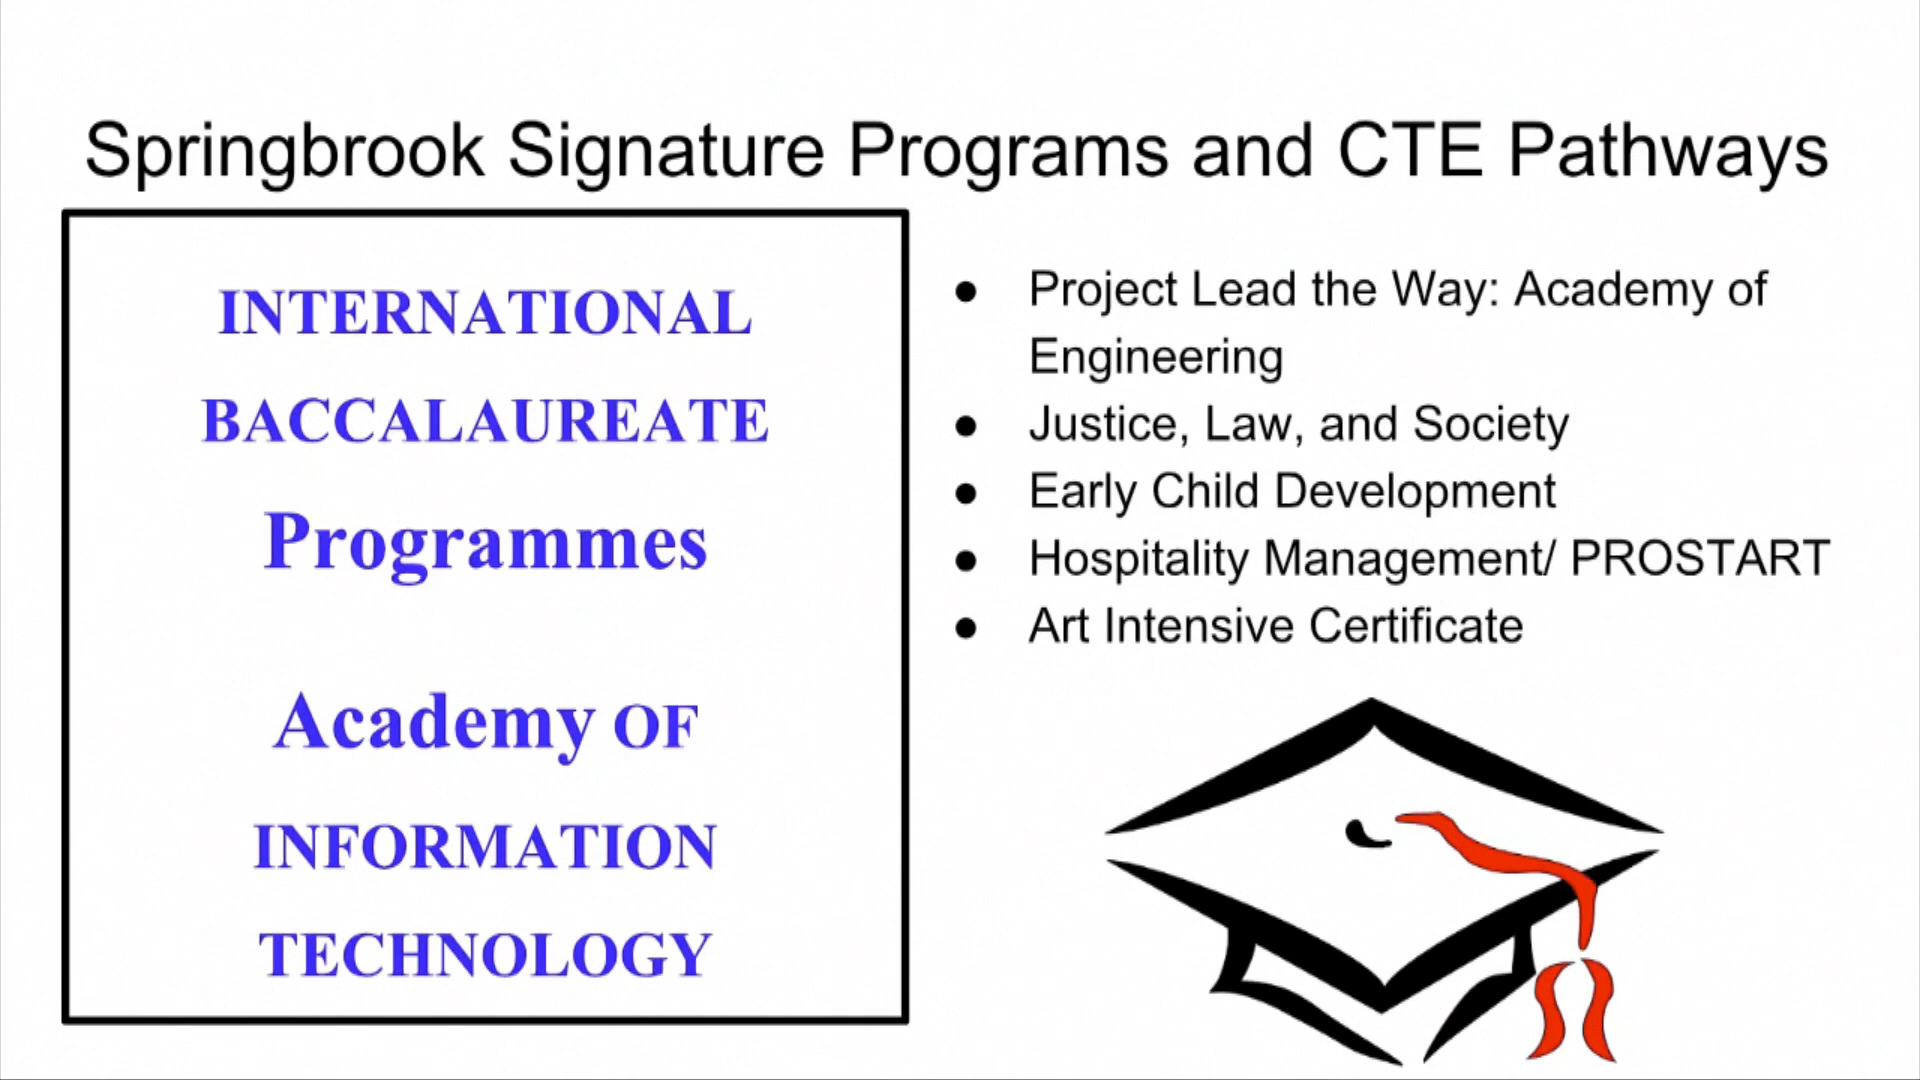 Springbrook Signature Programs and CTE Pathways
INTERNATIONAL
BACCALAUREATE
Programmes
Academy OF
INFORMATION
TECHNOLOGY
● Project Lead the Way: Academy of
Engineering
● Justice, Law, and Society
● Early Child Development
● Hospitality Management/ PROSTART
● Art Intensive Certificate